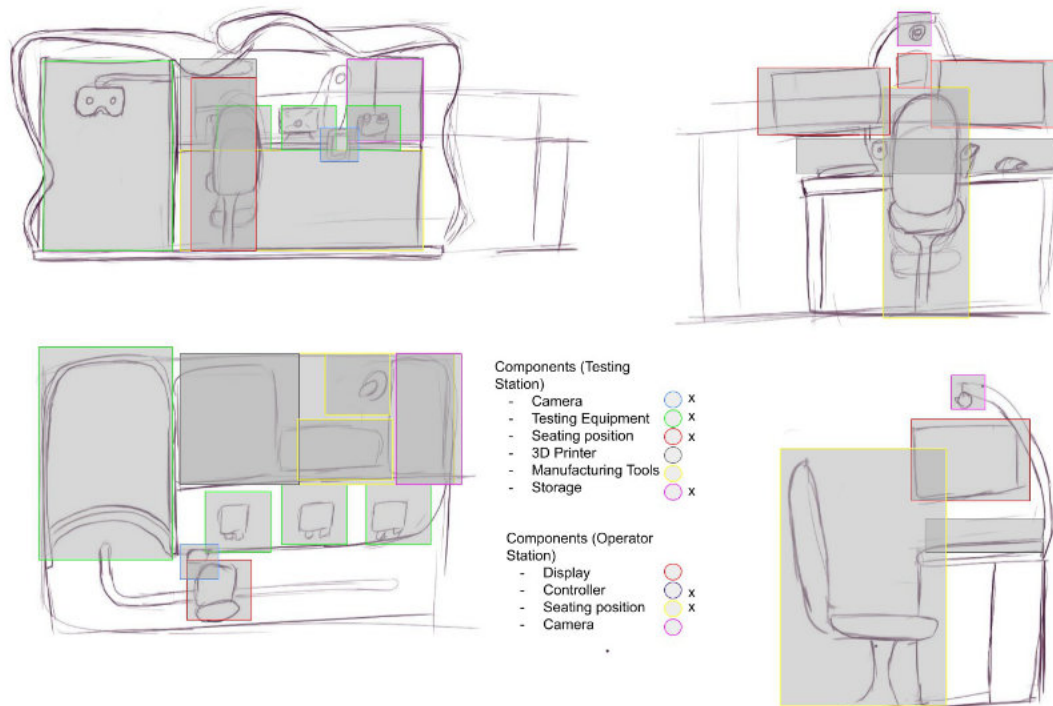 Components (Testing
Station)
- Camera x
- Testing Equipment x
- Seating position x
- 3D Printer
- Manufacturing Tools
- Storage x
Components (Operator
Station)
- Display
- Controller x
- Seating position x
- Camera